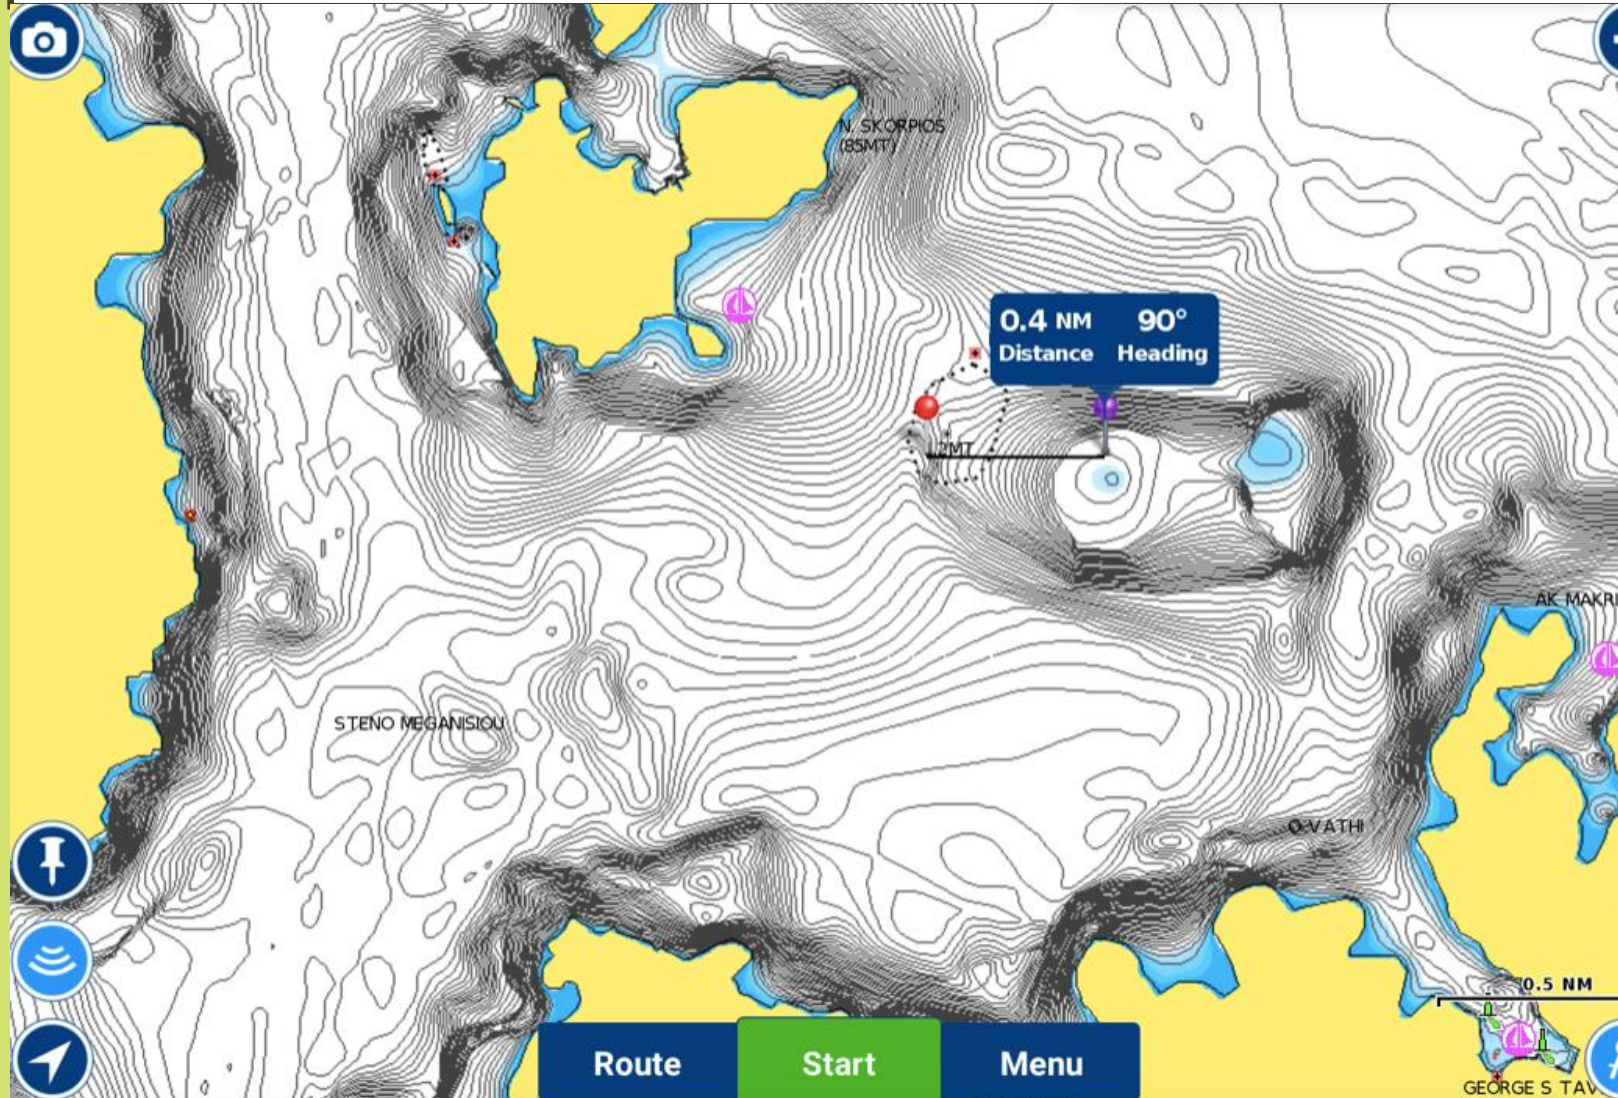 N. SKORPIOS
(85MT)
0.4 NM 90°
Distance Heading
2MT
STENO MEGANISIOU
AK MAKRI
O.VATHI
0.5 NM
Route Start Menu
GEORGE S TAV